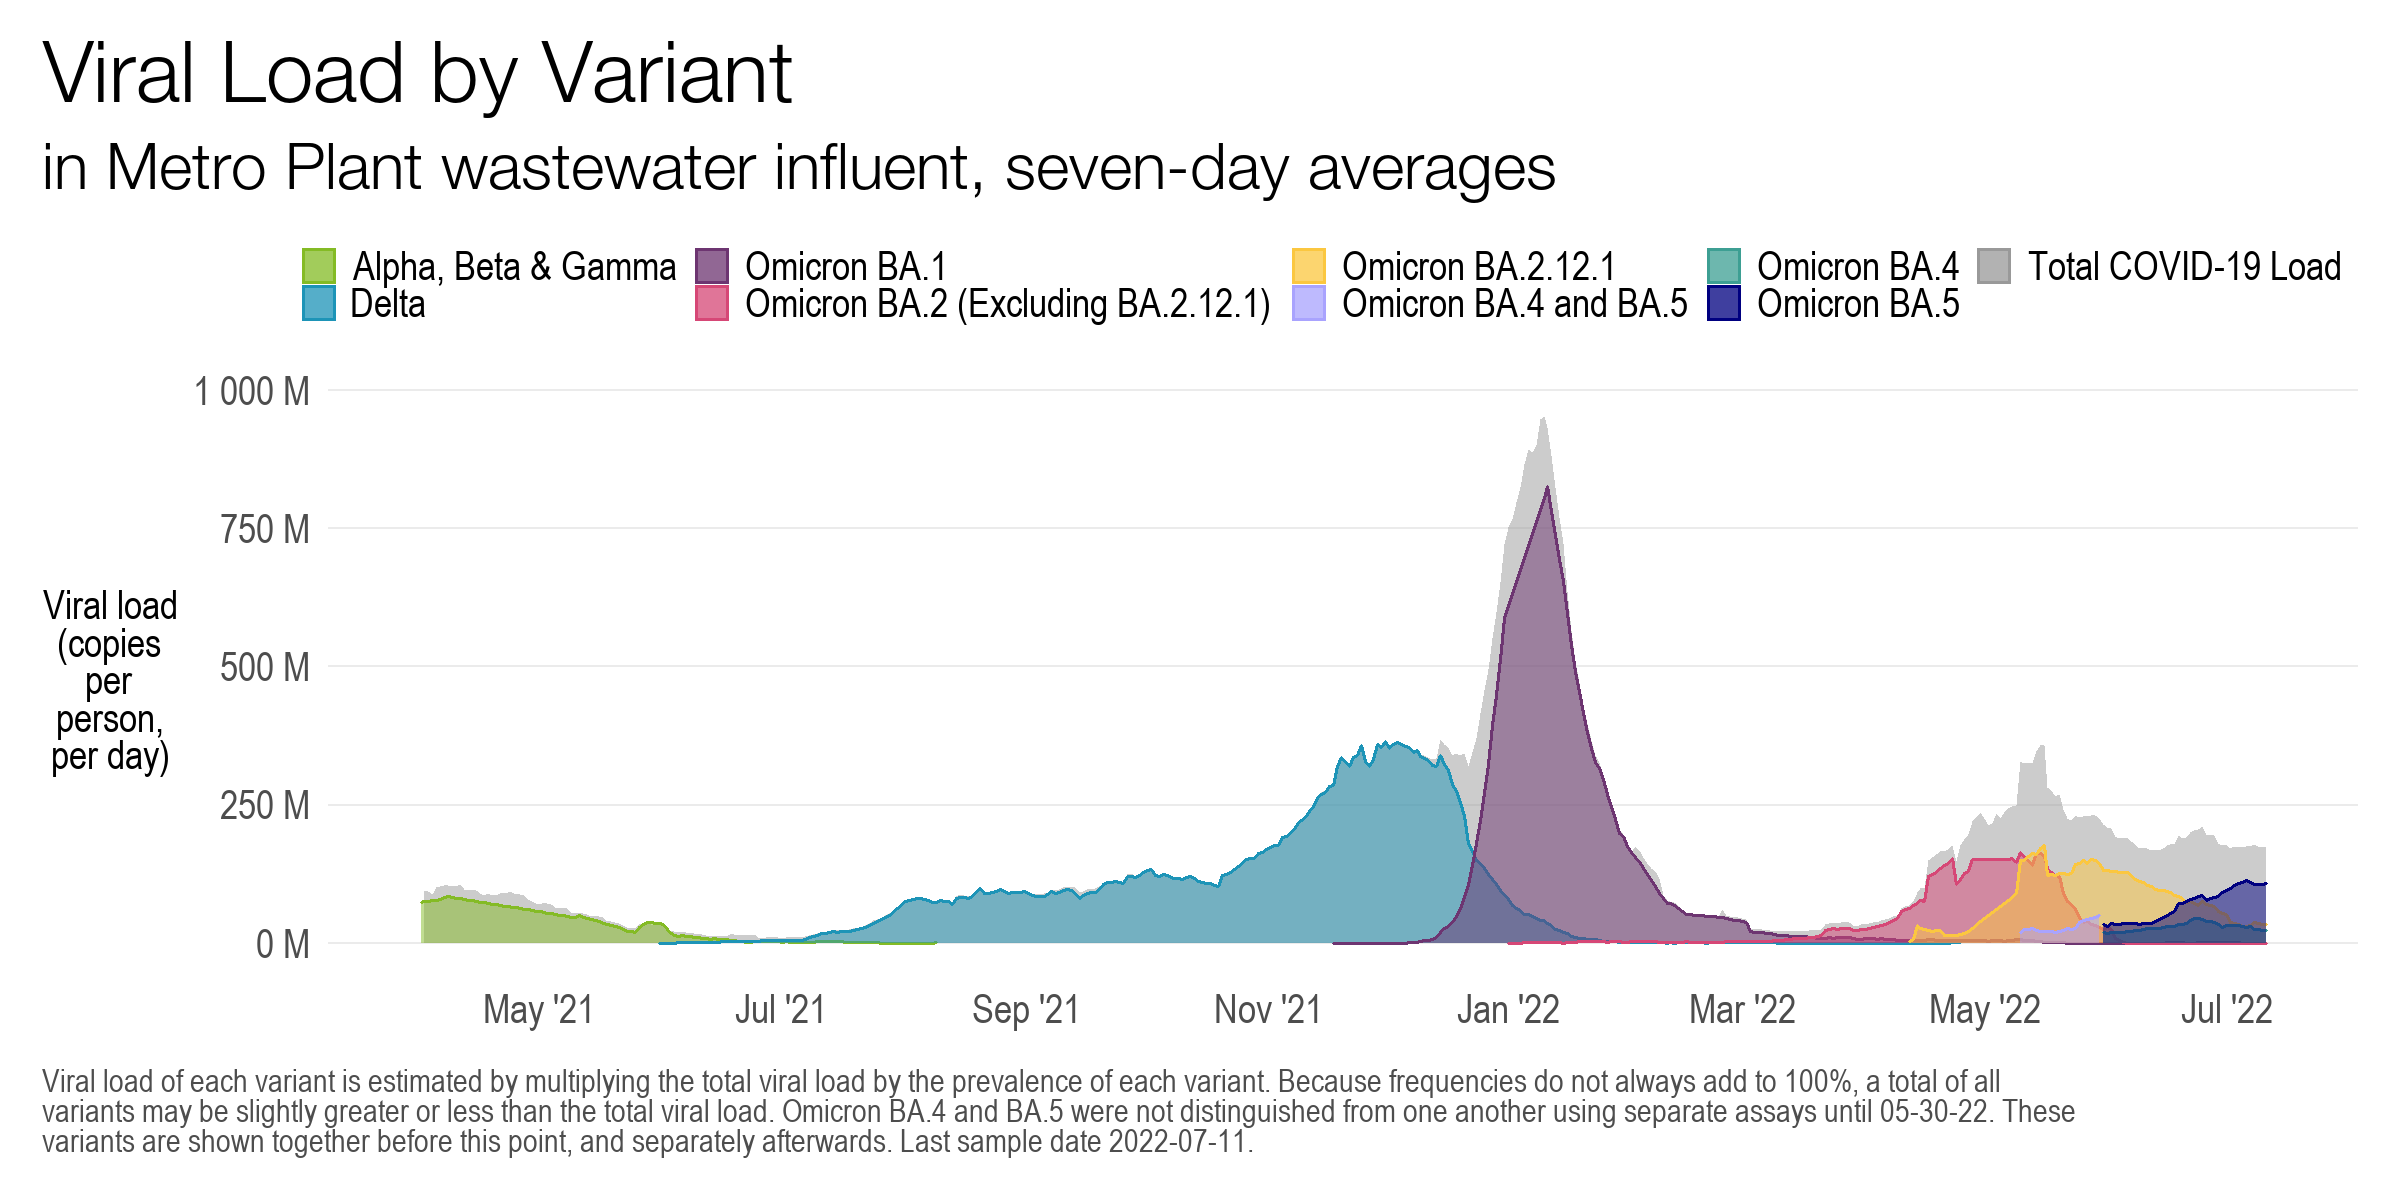 Viral Load by Variant
in Metro Plant wastewater influent, seven-day averages
Alpha, Beta & Gamma
Omicron BA.1
Omicron BA.2.12.1
Omicron BA.4
Total COVID-19 Load
Delta
Omicron BA.2 (Excluding BA.2.12.1)
Omicron BA.4 and BA.5
Omicron BA.5
1 000 M
750 M
500 M
250 M
0 M
Viral load
(copies
per
person,
per day)
May '21
Jul '21
Sep '21
Nov '21
Jan '22
Mar '22
May '22
Jul '22
Viral load of each variant is estimated by multiplying the total viral load by the prevalence of each variant. Because frequencies do not always add to 100%, a total of all
variants may be slightly greater or less than the total viral load. Omicron BA.4 and BA.5 were not distinguished from one another using separate assays until 05-30-22. These
variants are shown together before this point, and separately afterwards. Last sample date 2022-07-11.